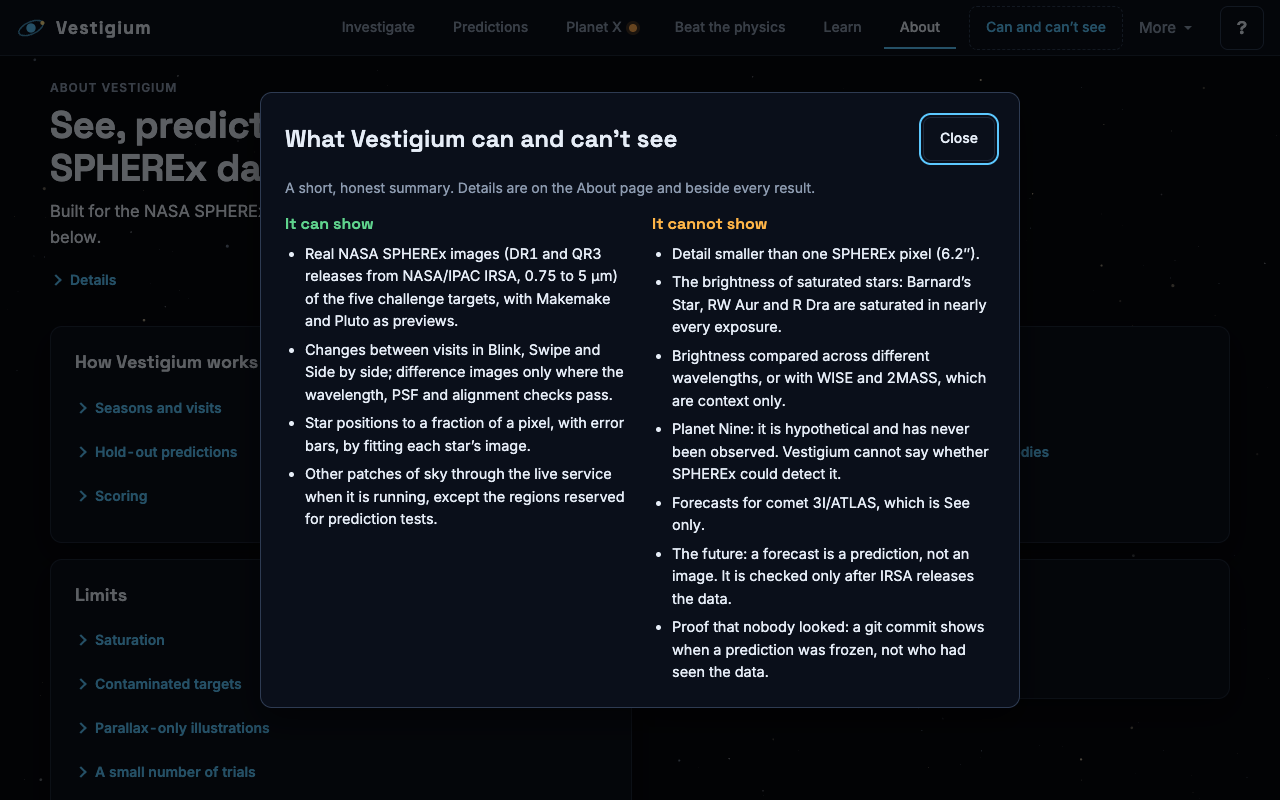 Vestigium
Investigate
Predictions
Planet X
Beat the physics
Learn
About
Can and can't see
More
?
ABOUT VESTIGIUM
See, predict
SPHEREx da
Built for the NASA SPHERE
below.
Details
How Vestigium works
Seasons and visits
Hold-out predictions
Scoring
dies
Limits
Saturation
Contaminated targets
Parallax-only illustrations
A small number of trials
What Vestigium can and can't see
Close
A short, honest summary. Details are on the About page and beside every result.
It can show
Real NASA SPHEREx images (DR1 and QR3
releases from NASA/IPAC IRSA, 0.75 to 5 µm)
of the five challenge targets, with Makemake
and Pluto as previews.
Changes between visits in Blink, Swipe and
Side by side; difference images only where the
wavelength, PSF and alignment checks pass.
Star positions to a fraction of a pixel, with error
bars, by fitting each star's image.
Other patches of sky through the live service
when it is running, except the regions reserved
for prediction tests.
It cannot show
Detail smaller than one SPHEREx pixel (6.2″).
The brightness of saturated stars: Barnard's
Star, RW Aur and R Dra are saturated in nearly
every exposure.
Brightness compared across different
wavelengths, or with WISE and 2MASS, which
are context only.
Planet Nine: it is hypothetical and has never
been observed. Vestigium cannot say whether
SPHEREx could detect it.
Forecasts for comet 3I/ATLAS, which is See
only.
The future: a forecast is a prediction, not an
image. It is checked only after IRSA releases
the data.
Proof that nobody looked: a git commit shows
when a prediction was frozen, not who had
seen the data.